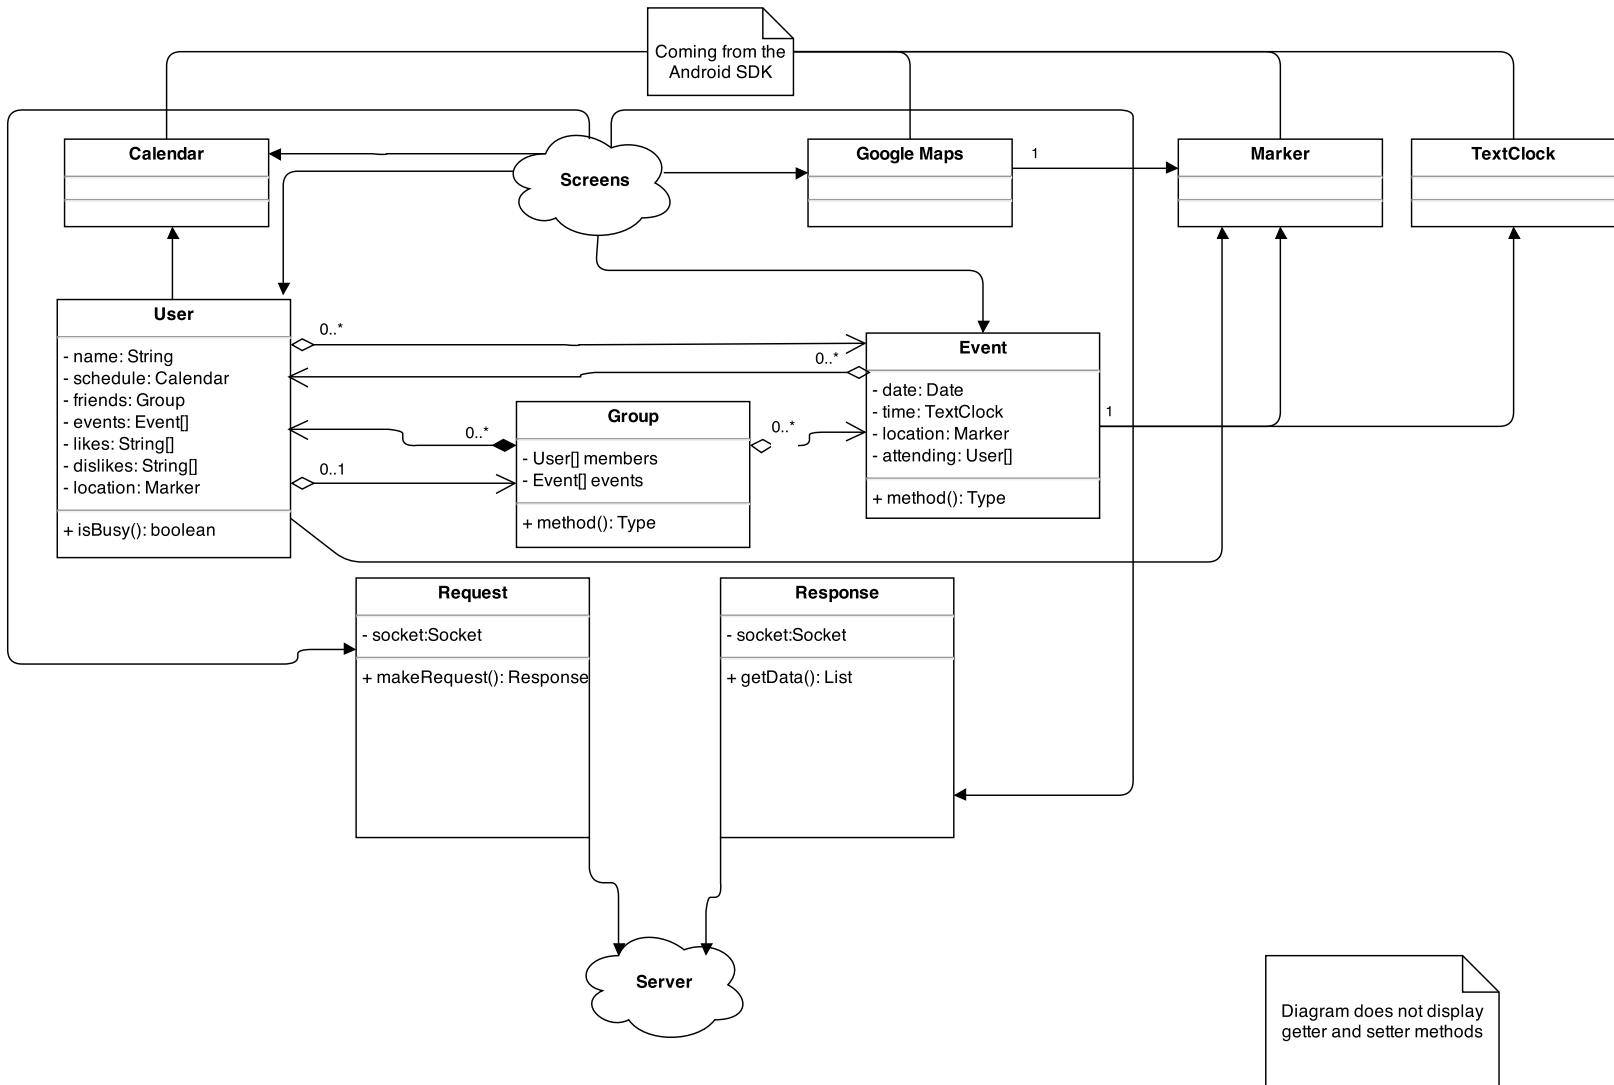 Coming from the
Android SDK
Calendar
Screens
Google Maps
1
Marker
TextClock
User
- name: String
- schedule: Calendar
- friends: Group
- events: Event[]
- likes: String[]
- dislikes: String[]
- location: Marker
+ isBusy(): boolean
0..*
0..*
0..*
0..1
Group
- User[] members
- Event[] events
+ method(): Type
0..*
Event
- date: Date
- time: TextClock
- location: Marker
- attending: User[]
+ method(): Type
1
Request
- socket:Socket
+ makeRequest(): Response
Response
- socket:Socket
+ getData(): List
Server
Diagram does not display
getter and setter methods